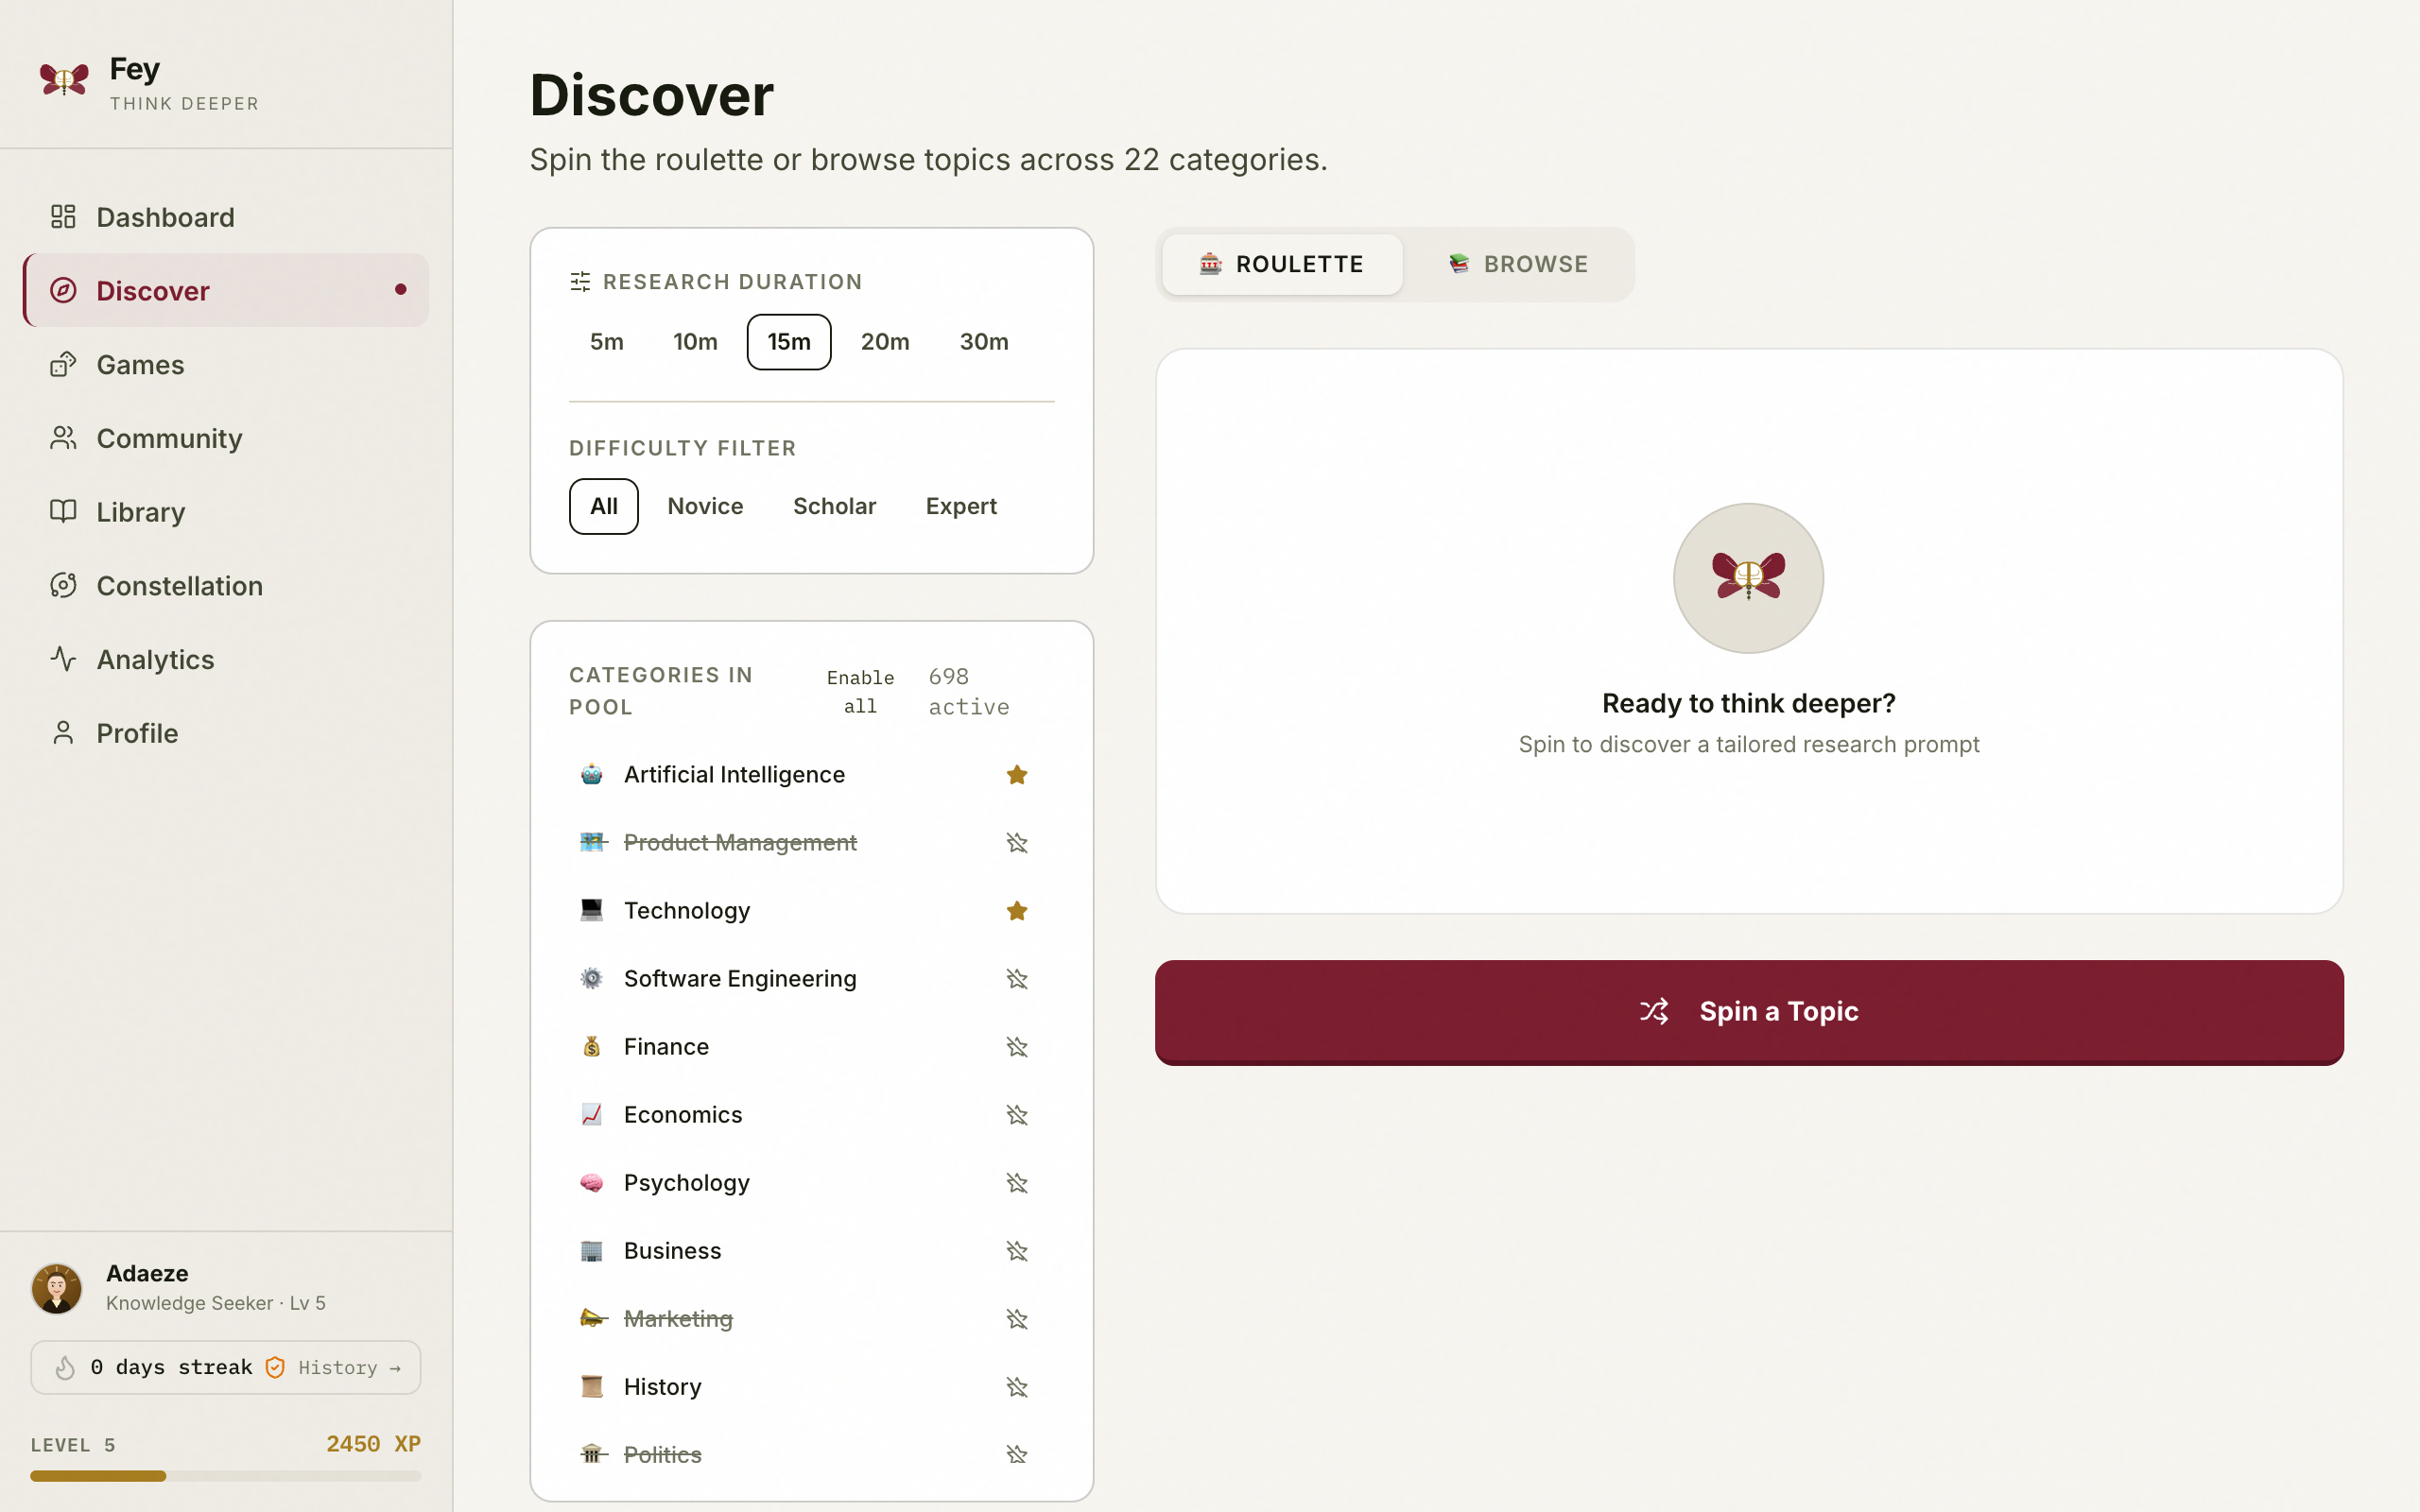 Fey
THINK DEEPER
Dashboard
Discover
Games
Community
Library
Constellation
Analytics
Profile
Adaeze
Knowledge Seeker · Lv 5
0 days streak History →
LEVEL 5 2450 XP
Discover
Spin the roulette or browse topics across 22 categories.
RESEARCH DURATION
5m 10m 15m 20m 30m
DIFFICULTY FILTER
All Novice Scholar Expert
CATEGORIES IN
POOL
Enable
all
698
active
Artificial Intelligence
Product Management
Technology
Software Engineering
Finance
Economics
Psychology
Business
Marketing
History
Politics
ROULETTE BROWSE
Ready to think deeper?
Spin to discover a tailored research prompt
Spin a Topic